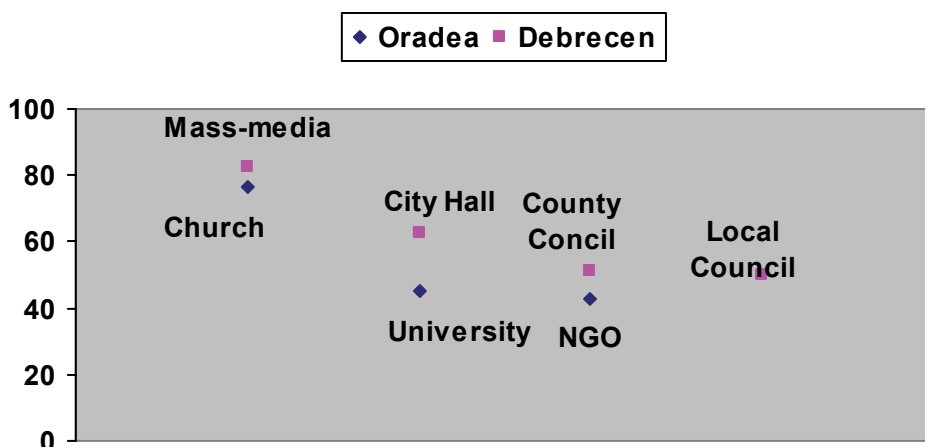 Oradea Debrecen
100
80
60
40
20
0
Mass-media
Church
City Hall
University
County
Concil
NGO
Local
Council